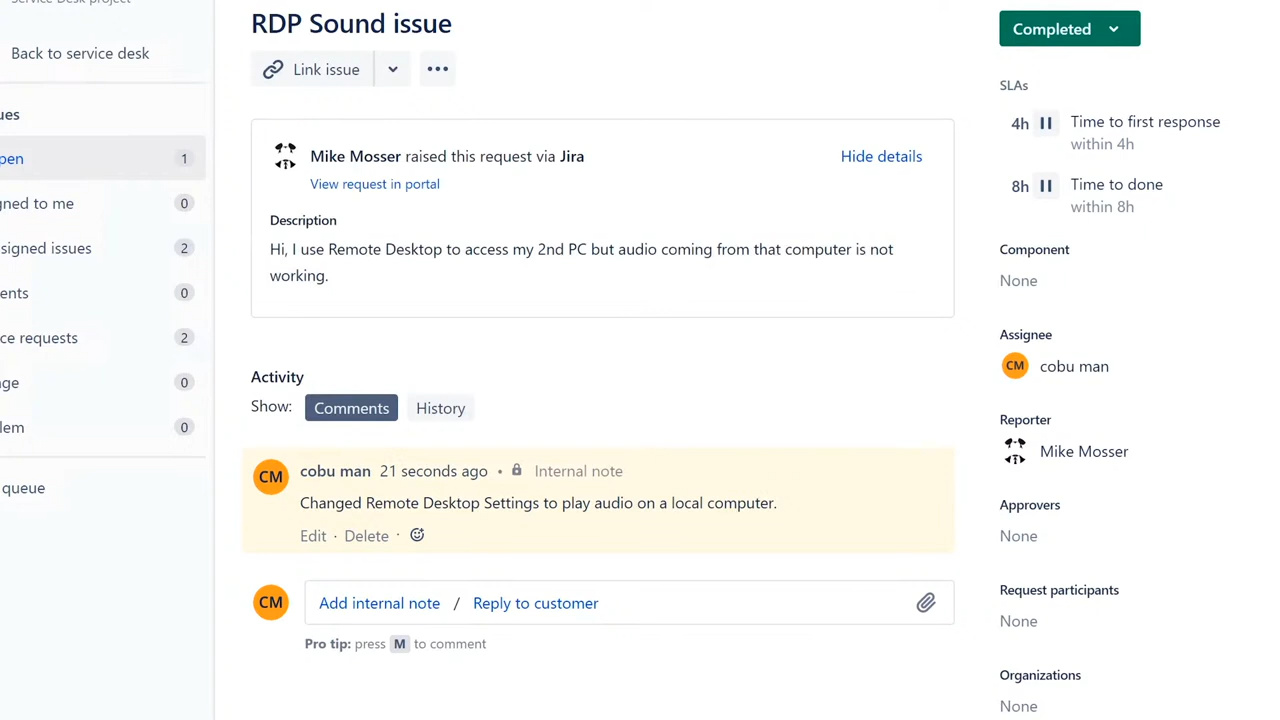 Service Desk project
Back to service desk
ues
pen 1
ned to me 0
signed issues 2
ents 0
ce requests 2
ge 0
lem 0
queue
RDP Sound issue
Link issue
Mike Mosser raised this request via Jira
Hide details
View request in portal
Description
Hi, I use Remote Desktop to access my 2nd PC but audio coming from that computer is not
working.
Activity
Show: Comments History
CM cobu man 21 seconds ago • Internal note
Changed Remote Desktop Settings to play audio on a local computer.
Edit · Delete ·
CM Add internal note / Reply to customer
Pro tip: press M to comment
Completed
SLAs
4h Time to first response
within 4h
8h Time to done
within 8h
Component
None
Assignee
CM cobu man
Reporter
Mike Mosser
Approvers
None
Request participants
None
Organizations
None